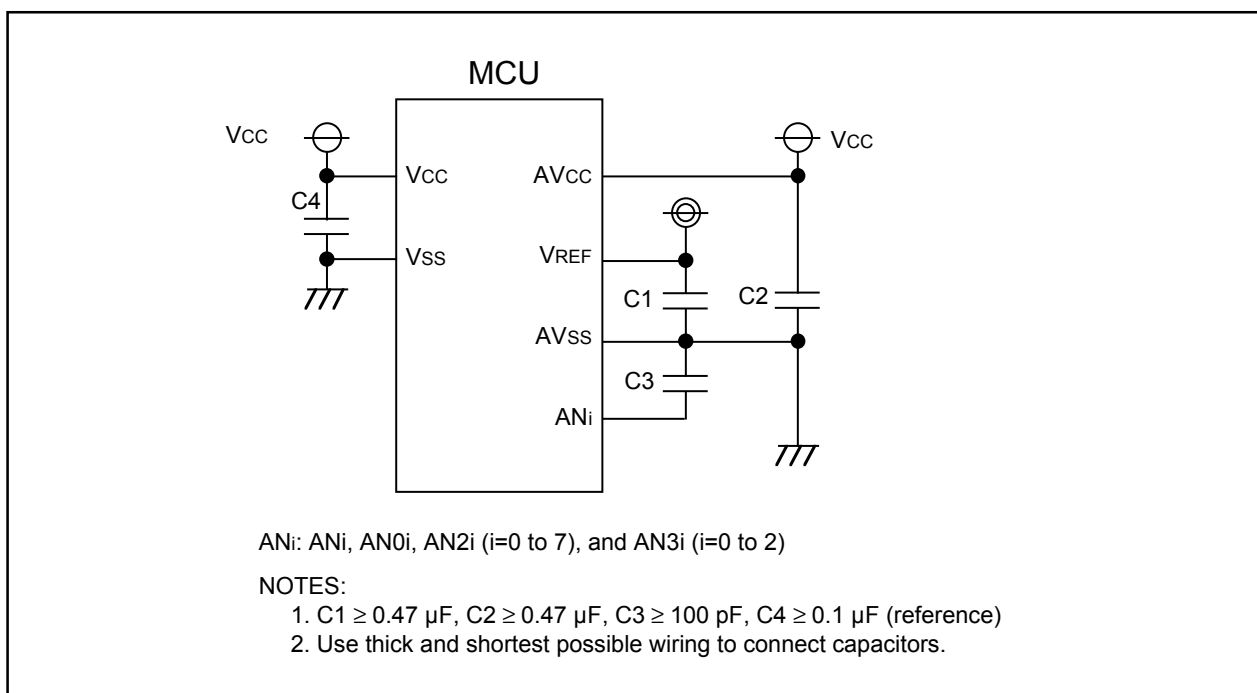 MCU
VCC
VCC
VCC
AVCC
C4
VSS
VREF
C1
C2
AVSS
C3
ANi
ANi: ANi, AN0i, AN2i (i=0 to 7), and AN3i (i=0 to 2)
NOTES:
1. C1 ≥ 0.47 µF, C2 ≥ 0.47 µF, C3 ≥ 100 pF, C4 ≥ 0.1 µF (reference)
2. Use thick and shortest possible wiring to connect capacitors.